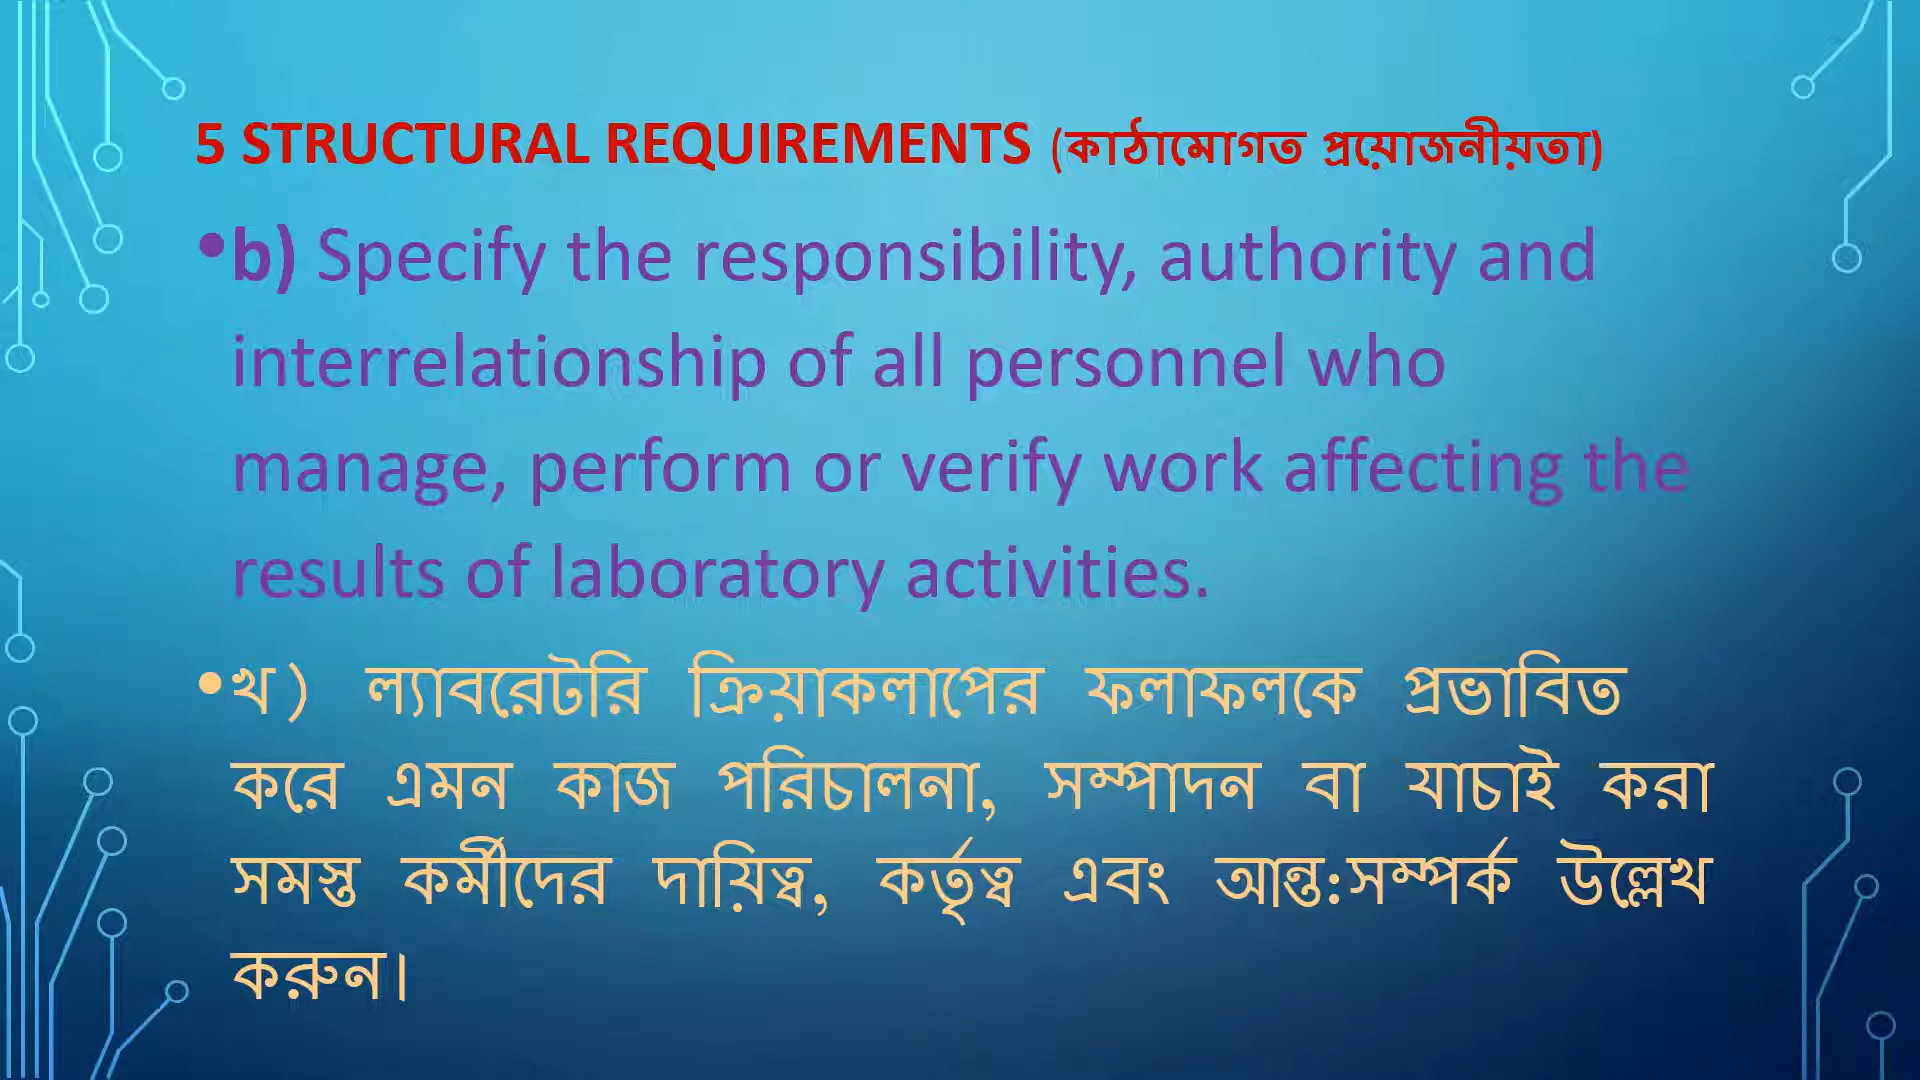 5 STRUCTURAL REQUIREMENTS (কাঠামোগত প্রয়োজনীয়তা)
•b) Specify the responsibility, authority and
interrelationship of all personnel who
manage, perform or verify work affecting the
results of laboratory activities.
•খ) ল্যাবরেটরি ক্রিয়াকলাপের ফলাফলকে প্রভাবিত
করে এমন কাজ পরিচালনা, সম্পাদন বা যাচাই করা
সমস্ত কর্মীদের দায়িত্ব, কর্তৃত্ব এবং আন্ত:সম্পর্ক উল্লেখ
করুন।